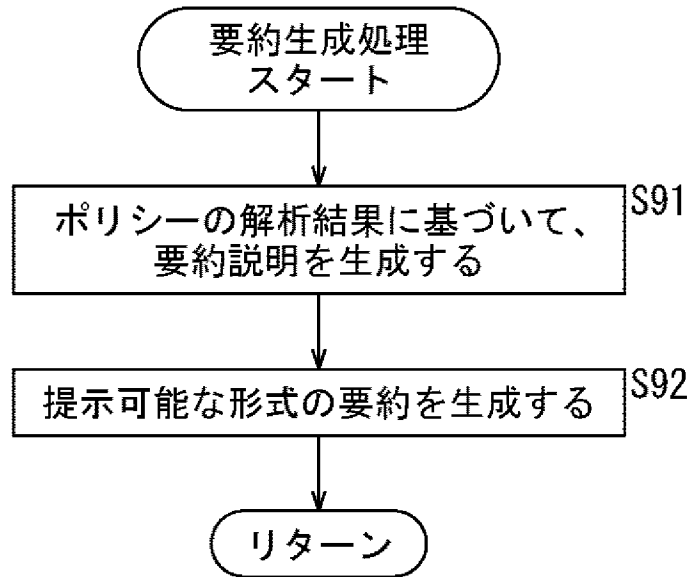 要約生成処理
スタート
ポリシーの解析結果に基づいて、
要約説明を生成する
S91
提示可能な形式の要約を生成する
S92
リターン